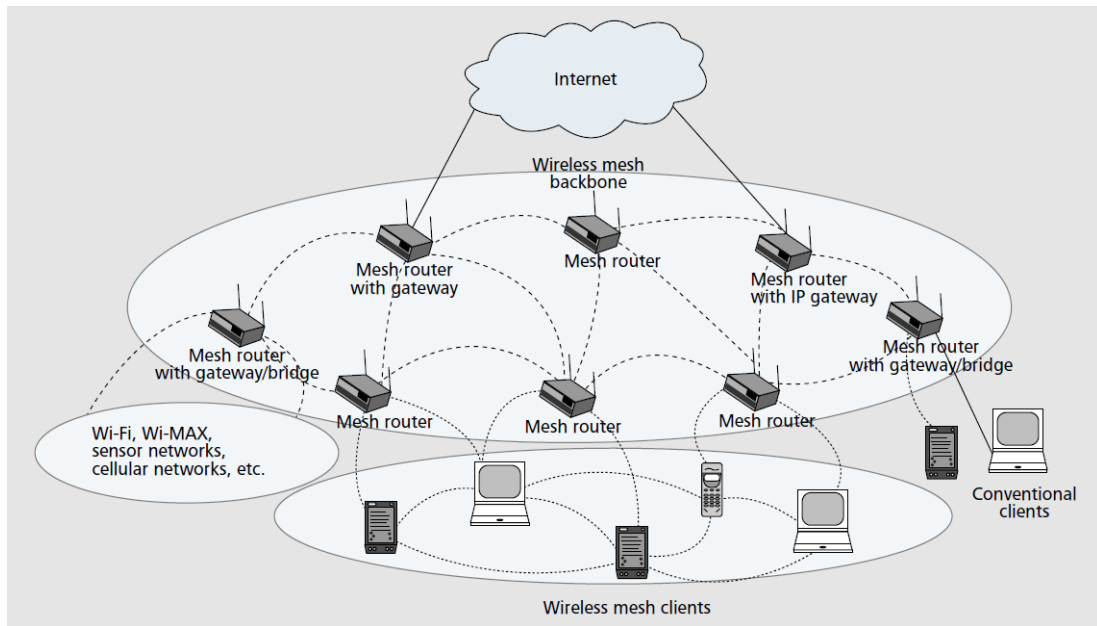 Internet
Wireless mesh
backbone
Mesh router
with gateway
Mesh router
Mesh router
with IP gateway
Mesh router
with gateway/bridge
Mesh router
with gateway/bridge
Mesh router
Mesh router
Mesh router
Wi-Fi, Wi-MAX,
sensor networks,
cellular networks, etc.
Conventional
clients
Wireless mesh clients